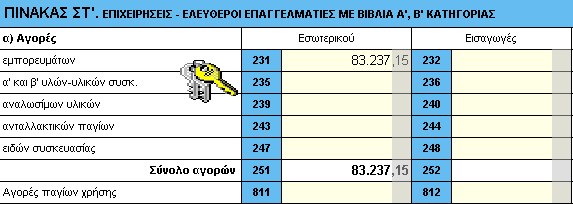 ΠΙΝΑΚΑΣ ΣΤ'. ΕΠΙΧΕΙΡΗΣΕΙΣ - ΕΛΕΥΘΕΡΟΙ ΕΠΑΓΓΕΛΜΑΤΙΕΣ ΜΕ ΒΙΒΛΙΑ Α', Β' ΚΑΤΗΓΟΡΙΑΣ
α) Αγορές Εσωτερικού Εισαγωγές
εμπορευμάτων 231 83.237,15 232
α' και β' υλών-υλικών συσκ. 235 236
αναλωσίμων υλικών 239 240
ανταλλακτικών παγίων 243 244
ειδών συσκευασίας 247 248
Σύνολο αγορών 251 83.237,15 252
Αγορές παγίων χρήσης 811 812